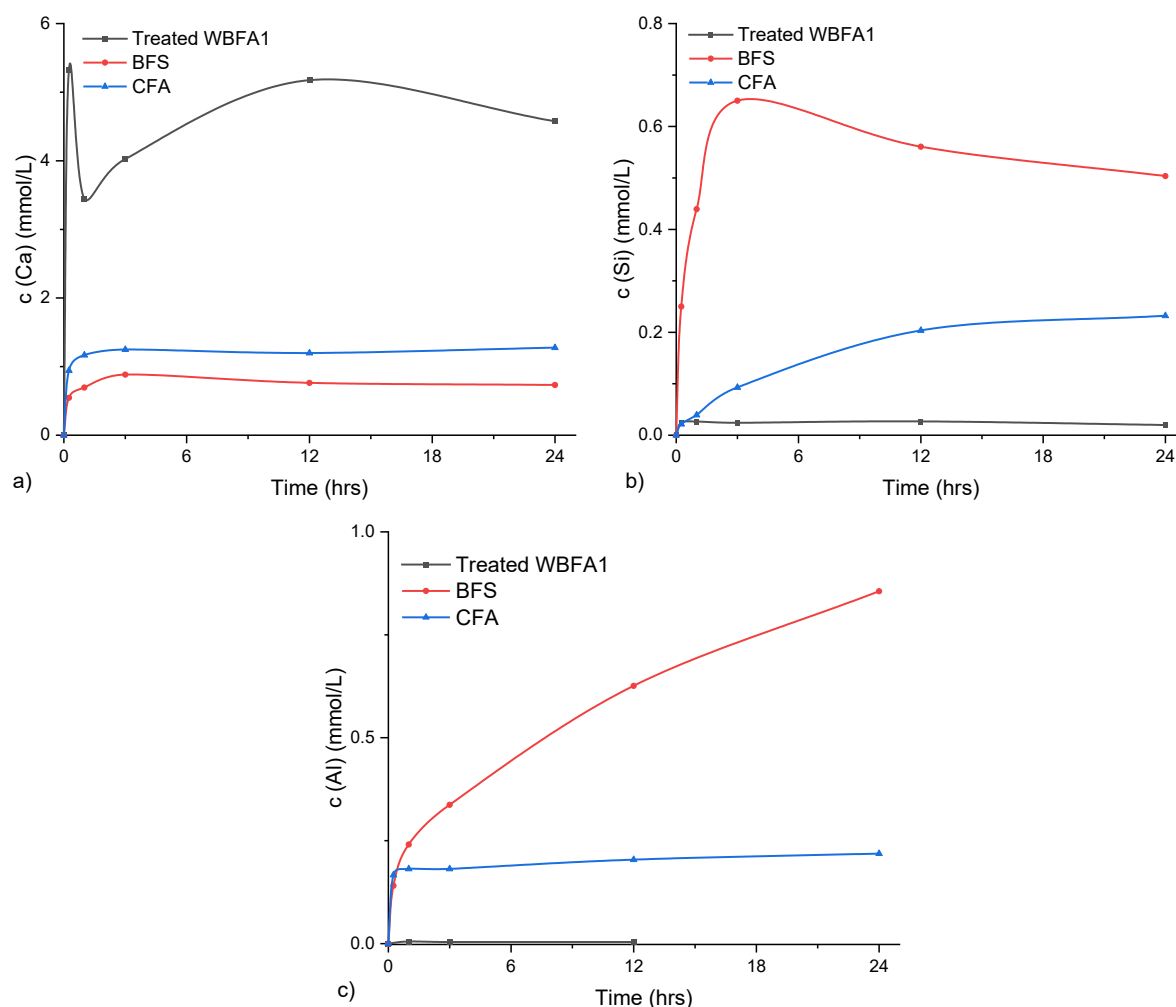 6
4
2
0
c (Ca) (mmol/L)
Treated WBFA1
BFS
CFA
0 6 12 18 24
Time (hrs)
a)
0.8
0.6
0.4
0.2
0.0
c (Si) (mmol/L)
Treated WBFA1
BFS
CFA
0 6 12 18 24
Time (hrs)
b)
1.0
0.5
0.0
c (Al) (mmol/L)
Treated WBFA1
BFS
CFA
0 6 12 18 24
Time (hrs)
c)